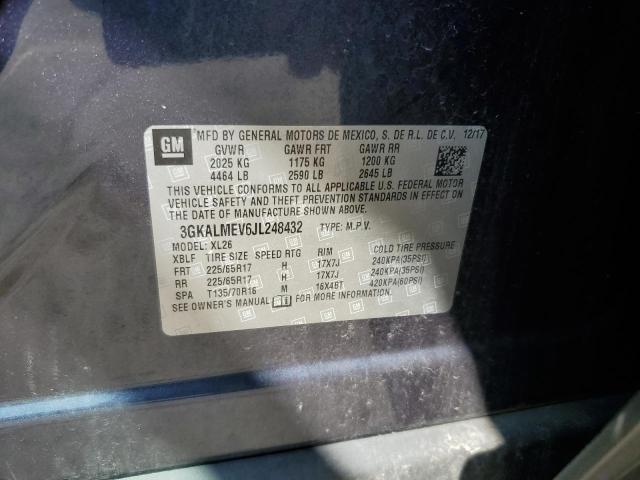 GM MFD BY GENERAL MOTORS DE MEXICO, S. DE R.L. DE C.V. 12/17
GVWR GAWR FRT GAWR RR
2025 KG 1175 KG 1200 KG
4464 LB 2590 LB 2645 LB
THIS VEHICLE CONFORMS TO ALL APPLICABLE U.S. FEDERAL MOTOR
VEHICLE SAFETY AND THEFT PREVENTION STANDARDS IN EFFECT ON
THE DATE OF MANUFACTURE SHOWN ABOVE.
3GKALMEV6JL248432 TYPE: M.P.V.
MODEL: XL26
XBLF TIRE SIZE SPEED RTG RIM COLD TIRE PRESSURE
FRT 225/65R17 H 17X7J 240KPA(35PSI)
RR 225/65R17 H 17X7J 240KPA(35PSI)
SPA T135/70R16 M 16X4BT 420KPA(60PSI)
SEE OWNER'S MANUAL FOR MORE INFORMATION.